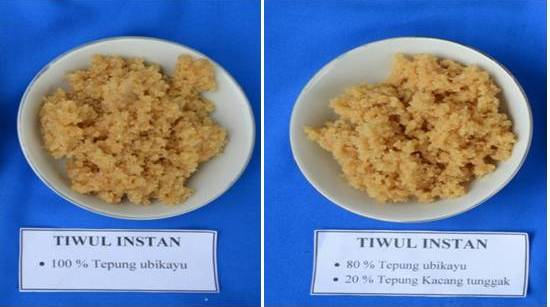 TIWUL INSTAN
• 100 % Tepung ubikayu
TIWUL INSTAN
• 80 % Tepung ubikayu
• 20 % Tepung Kacang tunggak